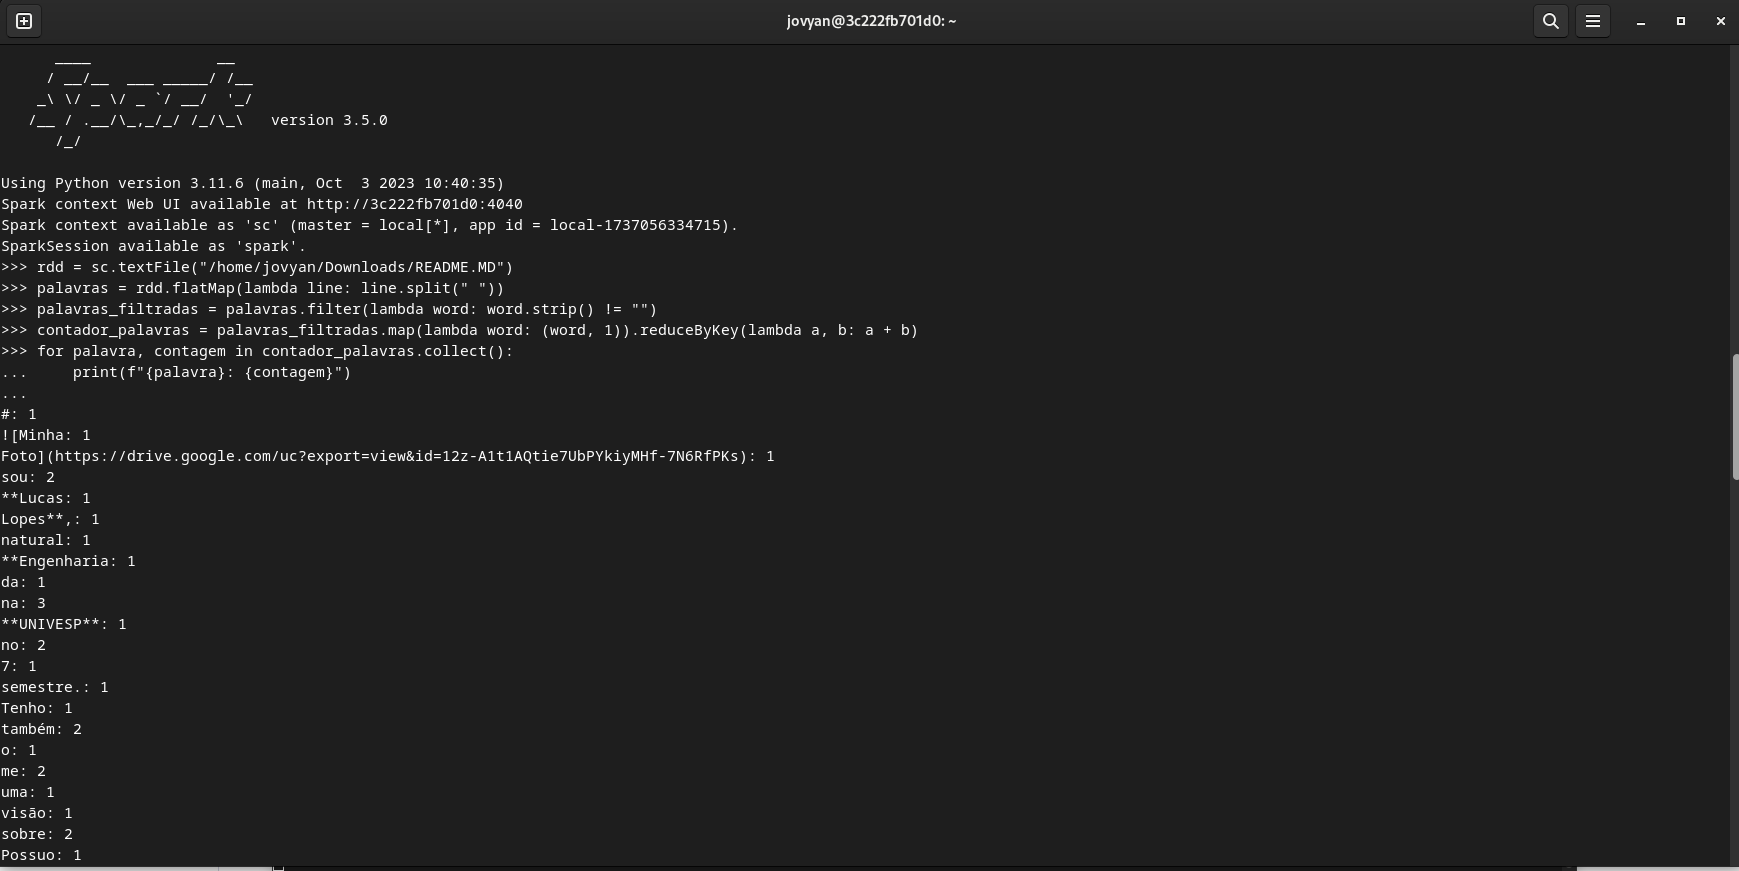 jovyan@3c222fb701d0: ~
      ____              __
     / __/__  ___ _____/ /__
    _\ \/ _ \/ _ `/ __/  '_/
   /__ / .__/\_,_/_/ /_/\_\   version 3.5.0
      /_/
Using Python version 3.11.6 (main, Oct  3 2023 10:40:35)
Spark context Web UI available at http://3c222fb701d0:4040
Spark context available as 'sc' (master = local[*], app id = local-1737056334715).
SparkSession available as 'spark'.
>>> rdd = sc.textFile("/home/jovyan/Downloads/README.MD")
>>> palavras = rdd.flatMap(lambda line: line.split(" "))
>>> palavras_filtradas = palavras.filter(lambda word: word.strip() != "")
>>> contador_palavras = palavras_filtradas.map(lambda word: (word, 1)).reduceByKey(lambda a, b: a + b)
>>> for palavra, contagem in contador_palavras.collect():
...     print(f"{palavra}: {contagem}")
...
#: 1
![Minha: 1
Foto](https://drive.google.com/uc?export=view&id=12z-A1t1AQtie7UbPYkiyMHf-7N6RfPKs): 1
sou: 2
**Lucas: 1
Lopes**,: 1
natural: 1
**Engenharia: 1
da: 1
na: 3
**UNIVESP**: 1
no: 2
7: 1
semestre.: 1
Tenho: 1
também: 2
o: 1
me: 2
uma: 1
visão: 1
sobre: 2
Possuo: 1